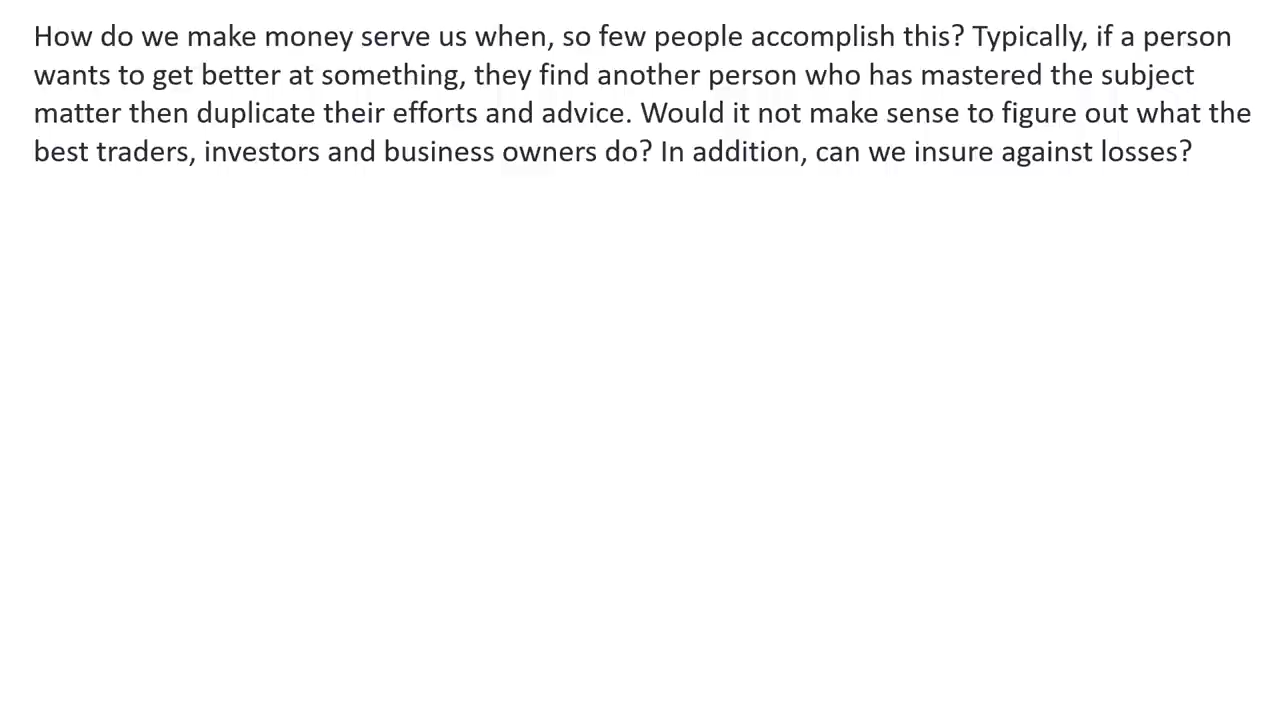 How do we make money serve us when, so few people accomplish this? Typically, if a person
wants to get better at something, they find another person who has mastered the subject
matter then duplicate their efforts and advice. Would it not make sense to figure out what the
best traders, investors and business owners do? In addition, can we insure against losses?